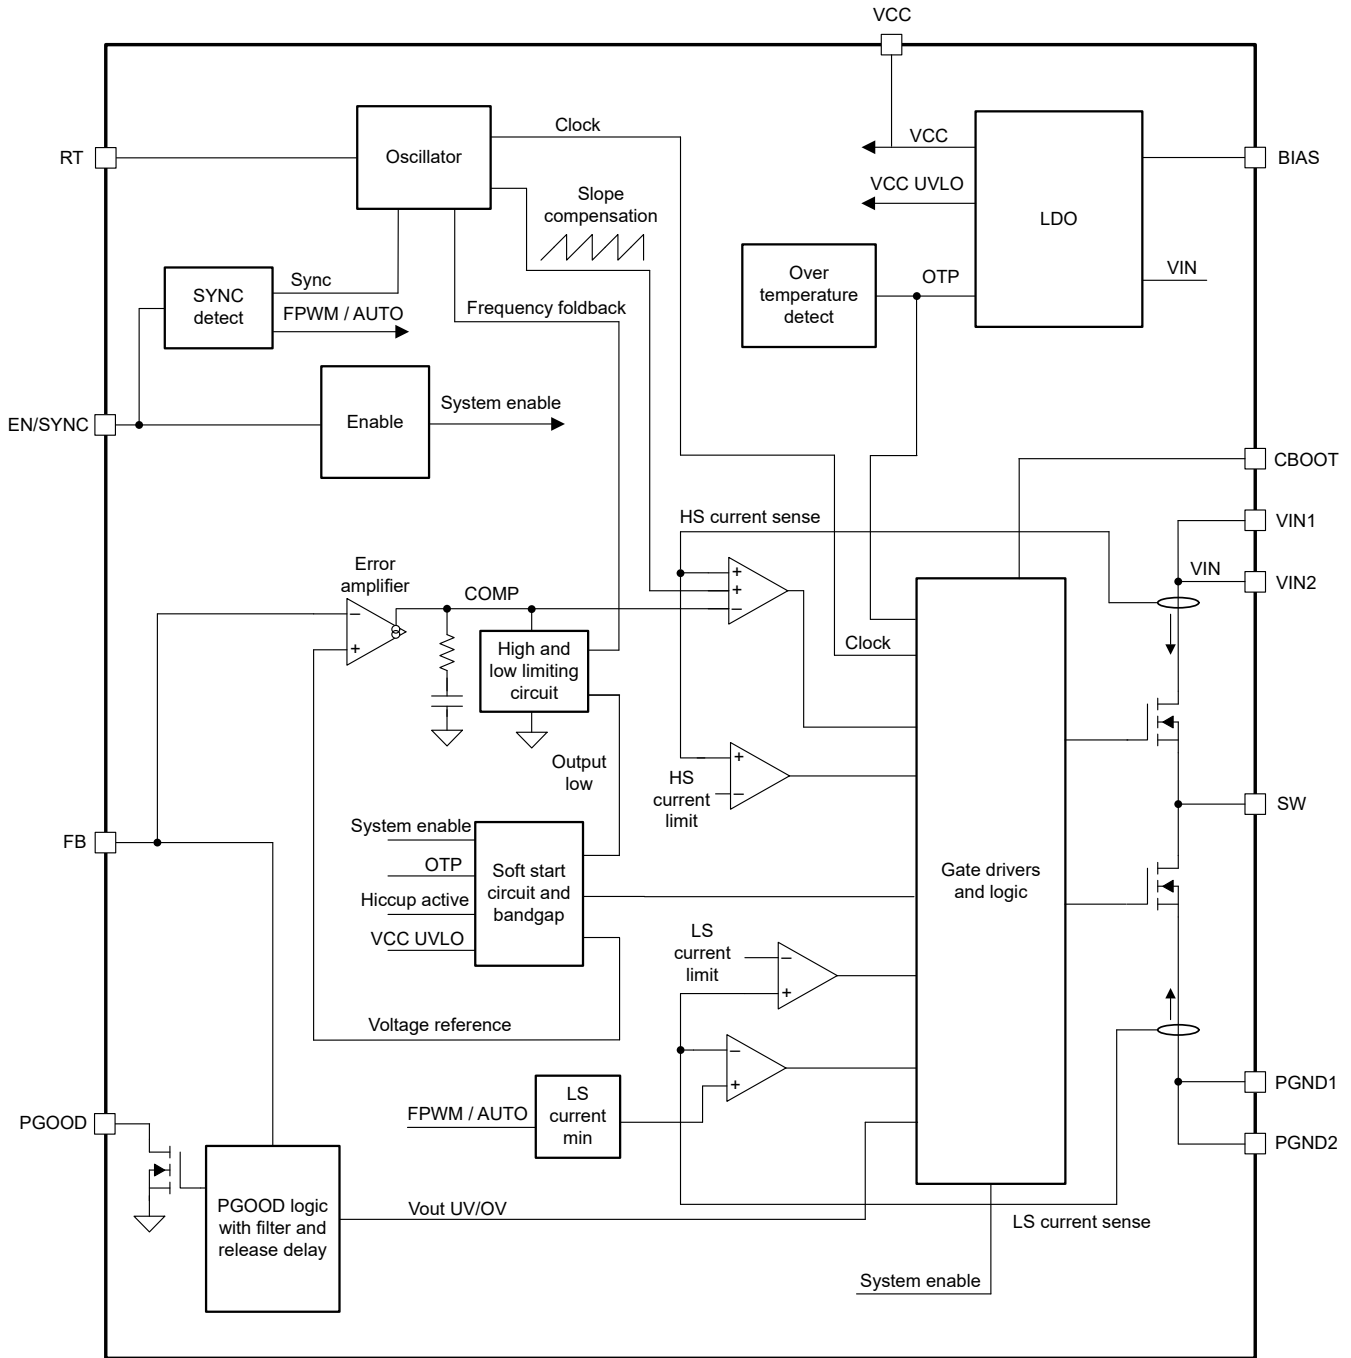 VCC
RT
Oscillator
Clock
VCC
BIAS
VCC UVLO
Slope
compensation
LDO
Over
temperature
detect
OTP
VIN
SYNC
detect
Sync
FPWM / AUTO
Frequency foldback
EN/SYNC
Enable
System enable
CBOOT
HS current sense
VIN1
Error
amplifier
VIN
VIN2
COMP
+
+
−
−
+
High and
low limiting
circuit
Clock
Output
low
+
−
HS
current
limit
SW
System enable
OTP
Hiccup active
VCC UVLO
Soft start
circuit and
bandgap
FB
Gate drivers
and logic
LS
current
limit
−
+
Voltage reference
−
+
PGND1
FPWM / AUTO
LS
current
min
PGOOD
PGND2
PGOOD logic
with filter and
release delay
Vout UV/OV
LS current sense
System enable